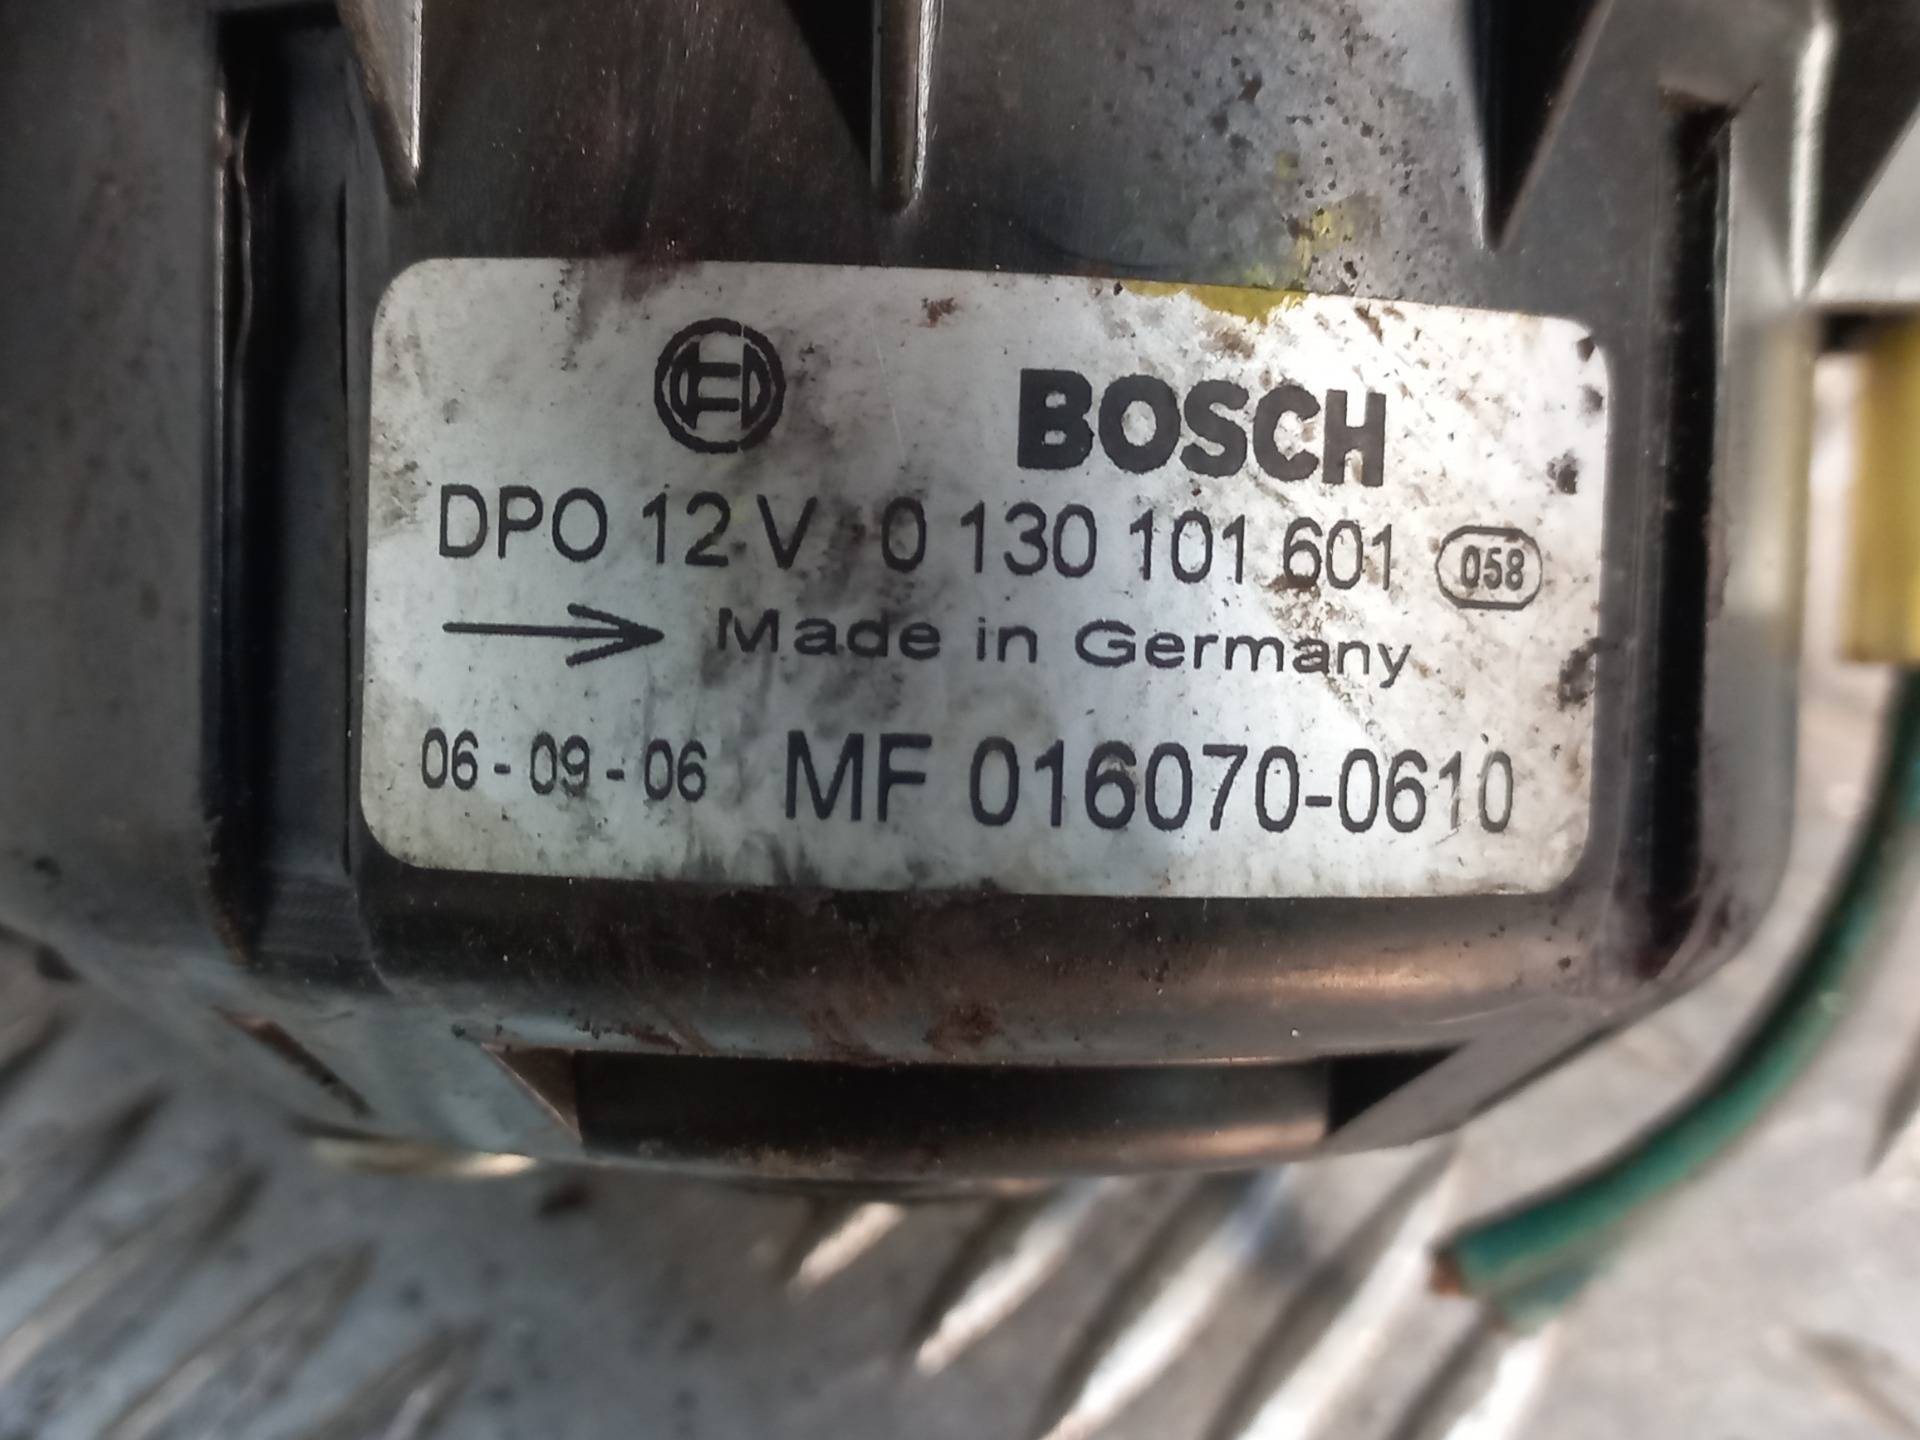 BOSCH
DPO 12 V 0 130 101 601 058
Made in Germany
06-09-06 MF 016070-0610